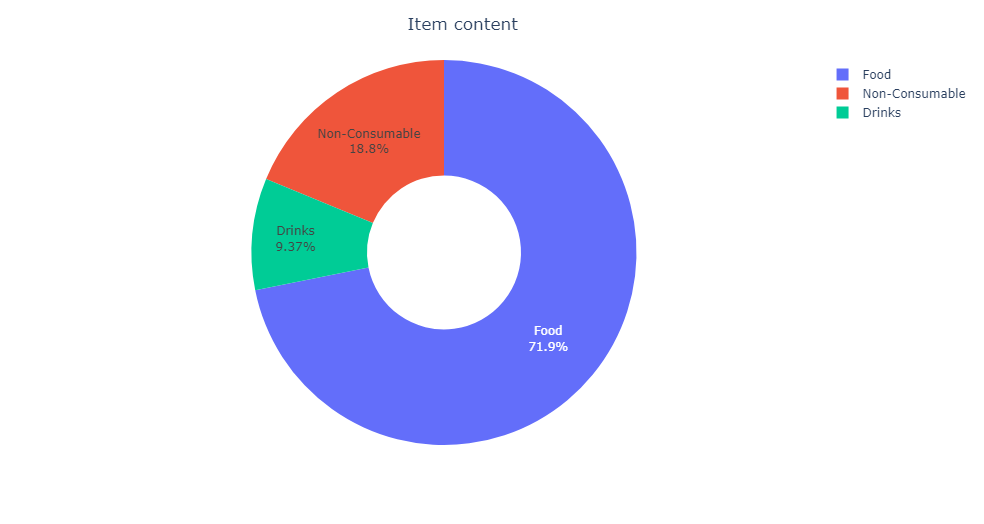 Item content
Food
Non-Consumable
Drinks
Non-Consumable
18.8%
Drinks
9.37%
Food
71.9%